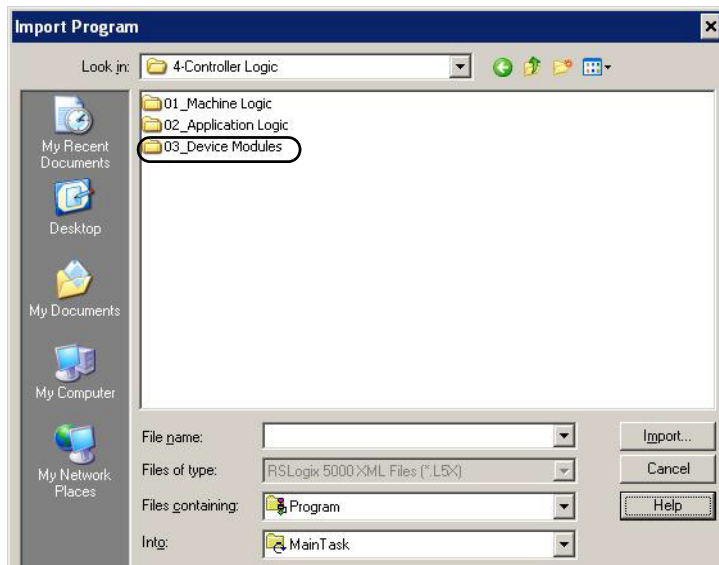 Import Program
Look in: 4-Controller Logic
01_Machine Logic
02_Application Logic
03_Device Modules
My Recent
Documents
Desktop
My Documents
My Computer
My Network
Places
File name:
Import...
Files of type: RSLogix 5000 XML Files (*.L5X)
Cancel
Files containing: Program
Help
Into: MainTask